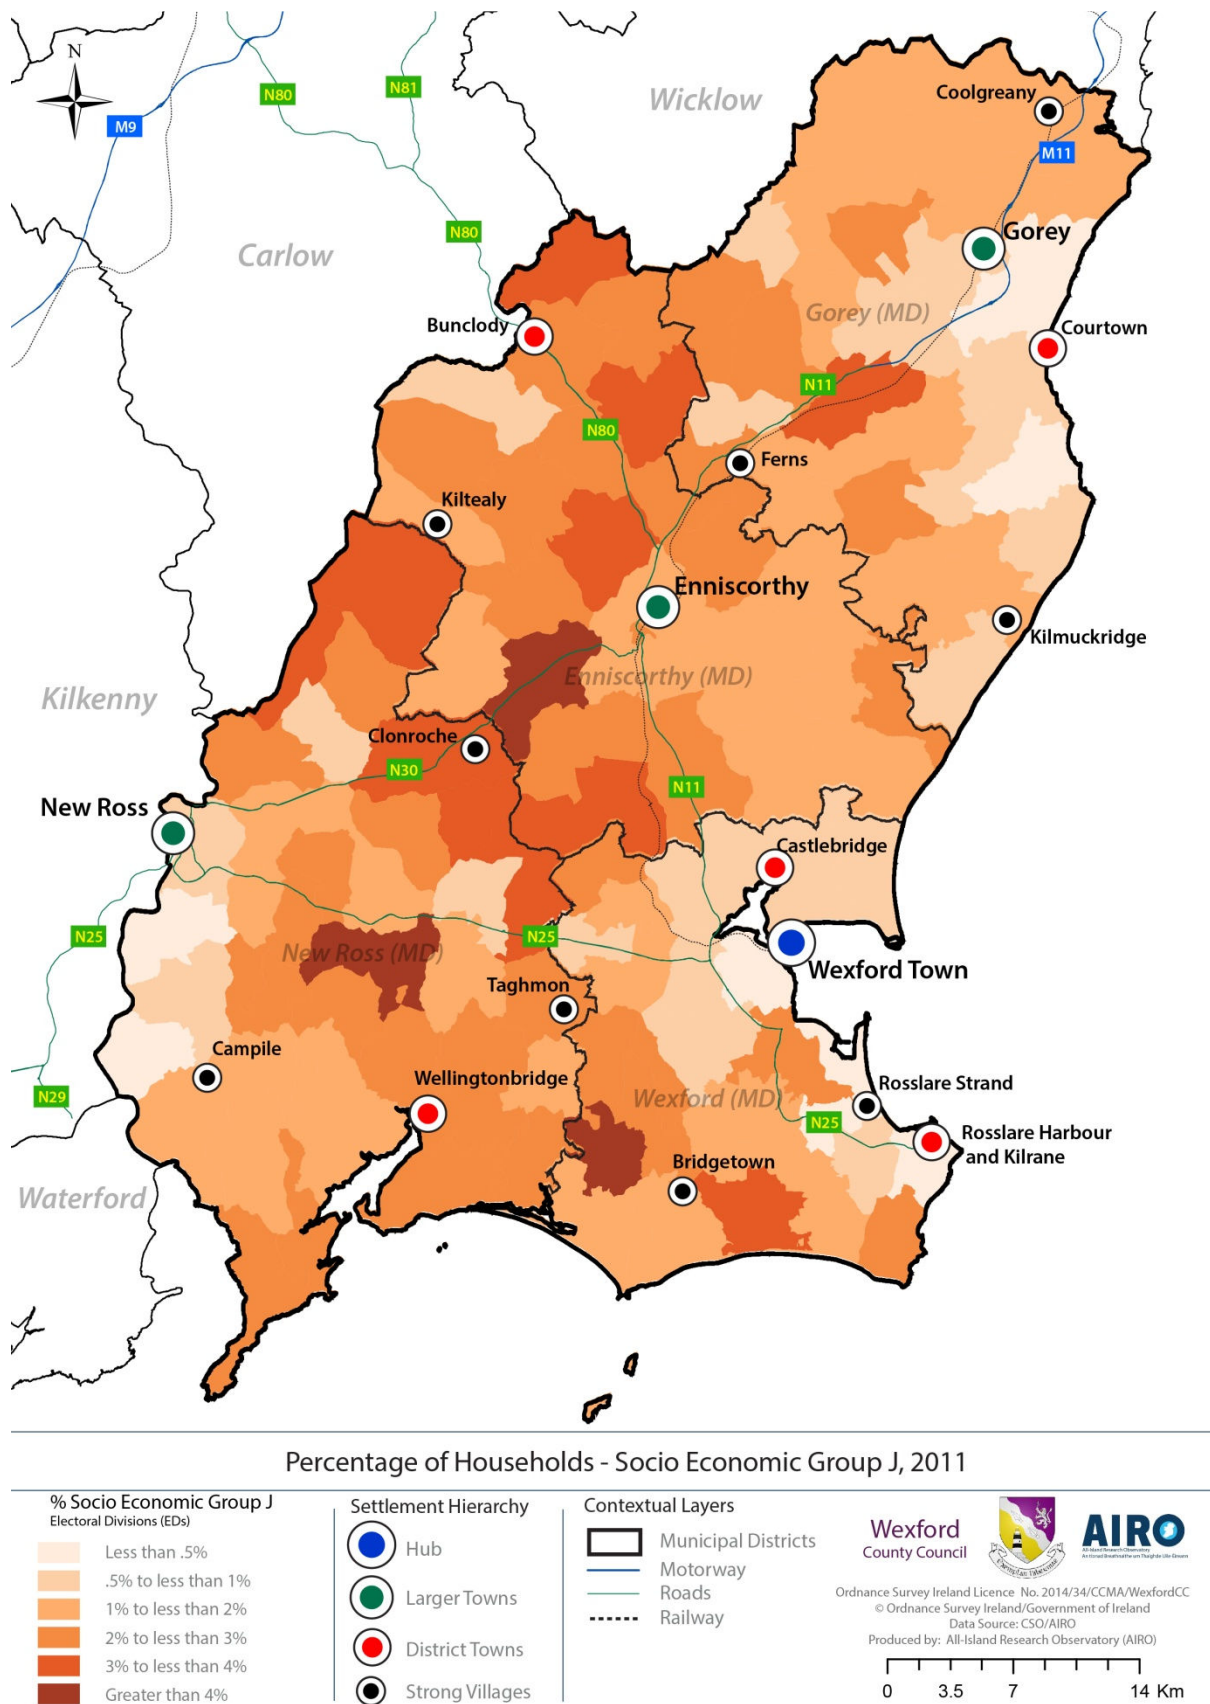 N
Wicklow
Coolgreany
N80
N81
M9
M11
N80
Gorey
Carlow
Gorey (MD)
Bunclody
Courtown
N11
N80
Ferns
Kiltealy
Enniscorthy
Kilmuckridge
Enniscorthy (MD)
Kilkenny
Clonroche
N30
N11
New Ross
Castlebridge
N25
N25
New Ross (MD)
Wexford Town
Taghmon
Campile
Wellingtonbridge
Rosslare Strand
N29
Wexford (MD)
N25
Rosslare Harbour
and Kilrane
Bridgetown
Waterford
Percentage of Households - Socio Economic Group J, 2011
% Socio Economic Group J
Electoral Divisions (EDs)
Less than .5%
.5% to less than 1%
1% to less than 2%
2% to less than 3%
3% to less than 4%
Greater than 4%
Settlement Hierarchy
Hub
Larger Towns
District Towns
Strong Villages
Contextual Layers
Municipal Districts
Motorway
Roads
Railway
Wexford
County Council
AIRO
All-Island Research Observatory
Ordnance Survey Ireland Licence No. 2014/34/CCMA/WexfordCC
© Ordnance Survey Ireland/Government of Ireland
Data Source: CSO/AIRO
Produced by: All-Island Research Observatory (AIRO)
0 3.5 7 14 Km